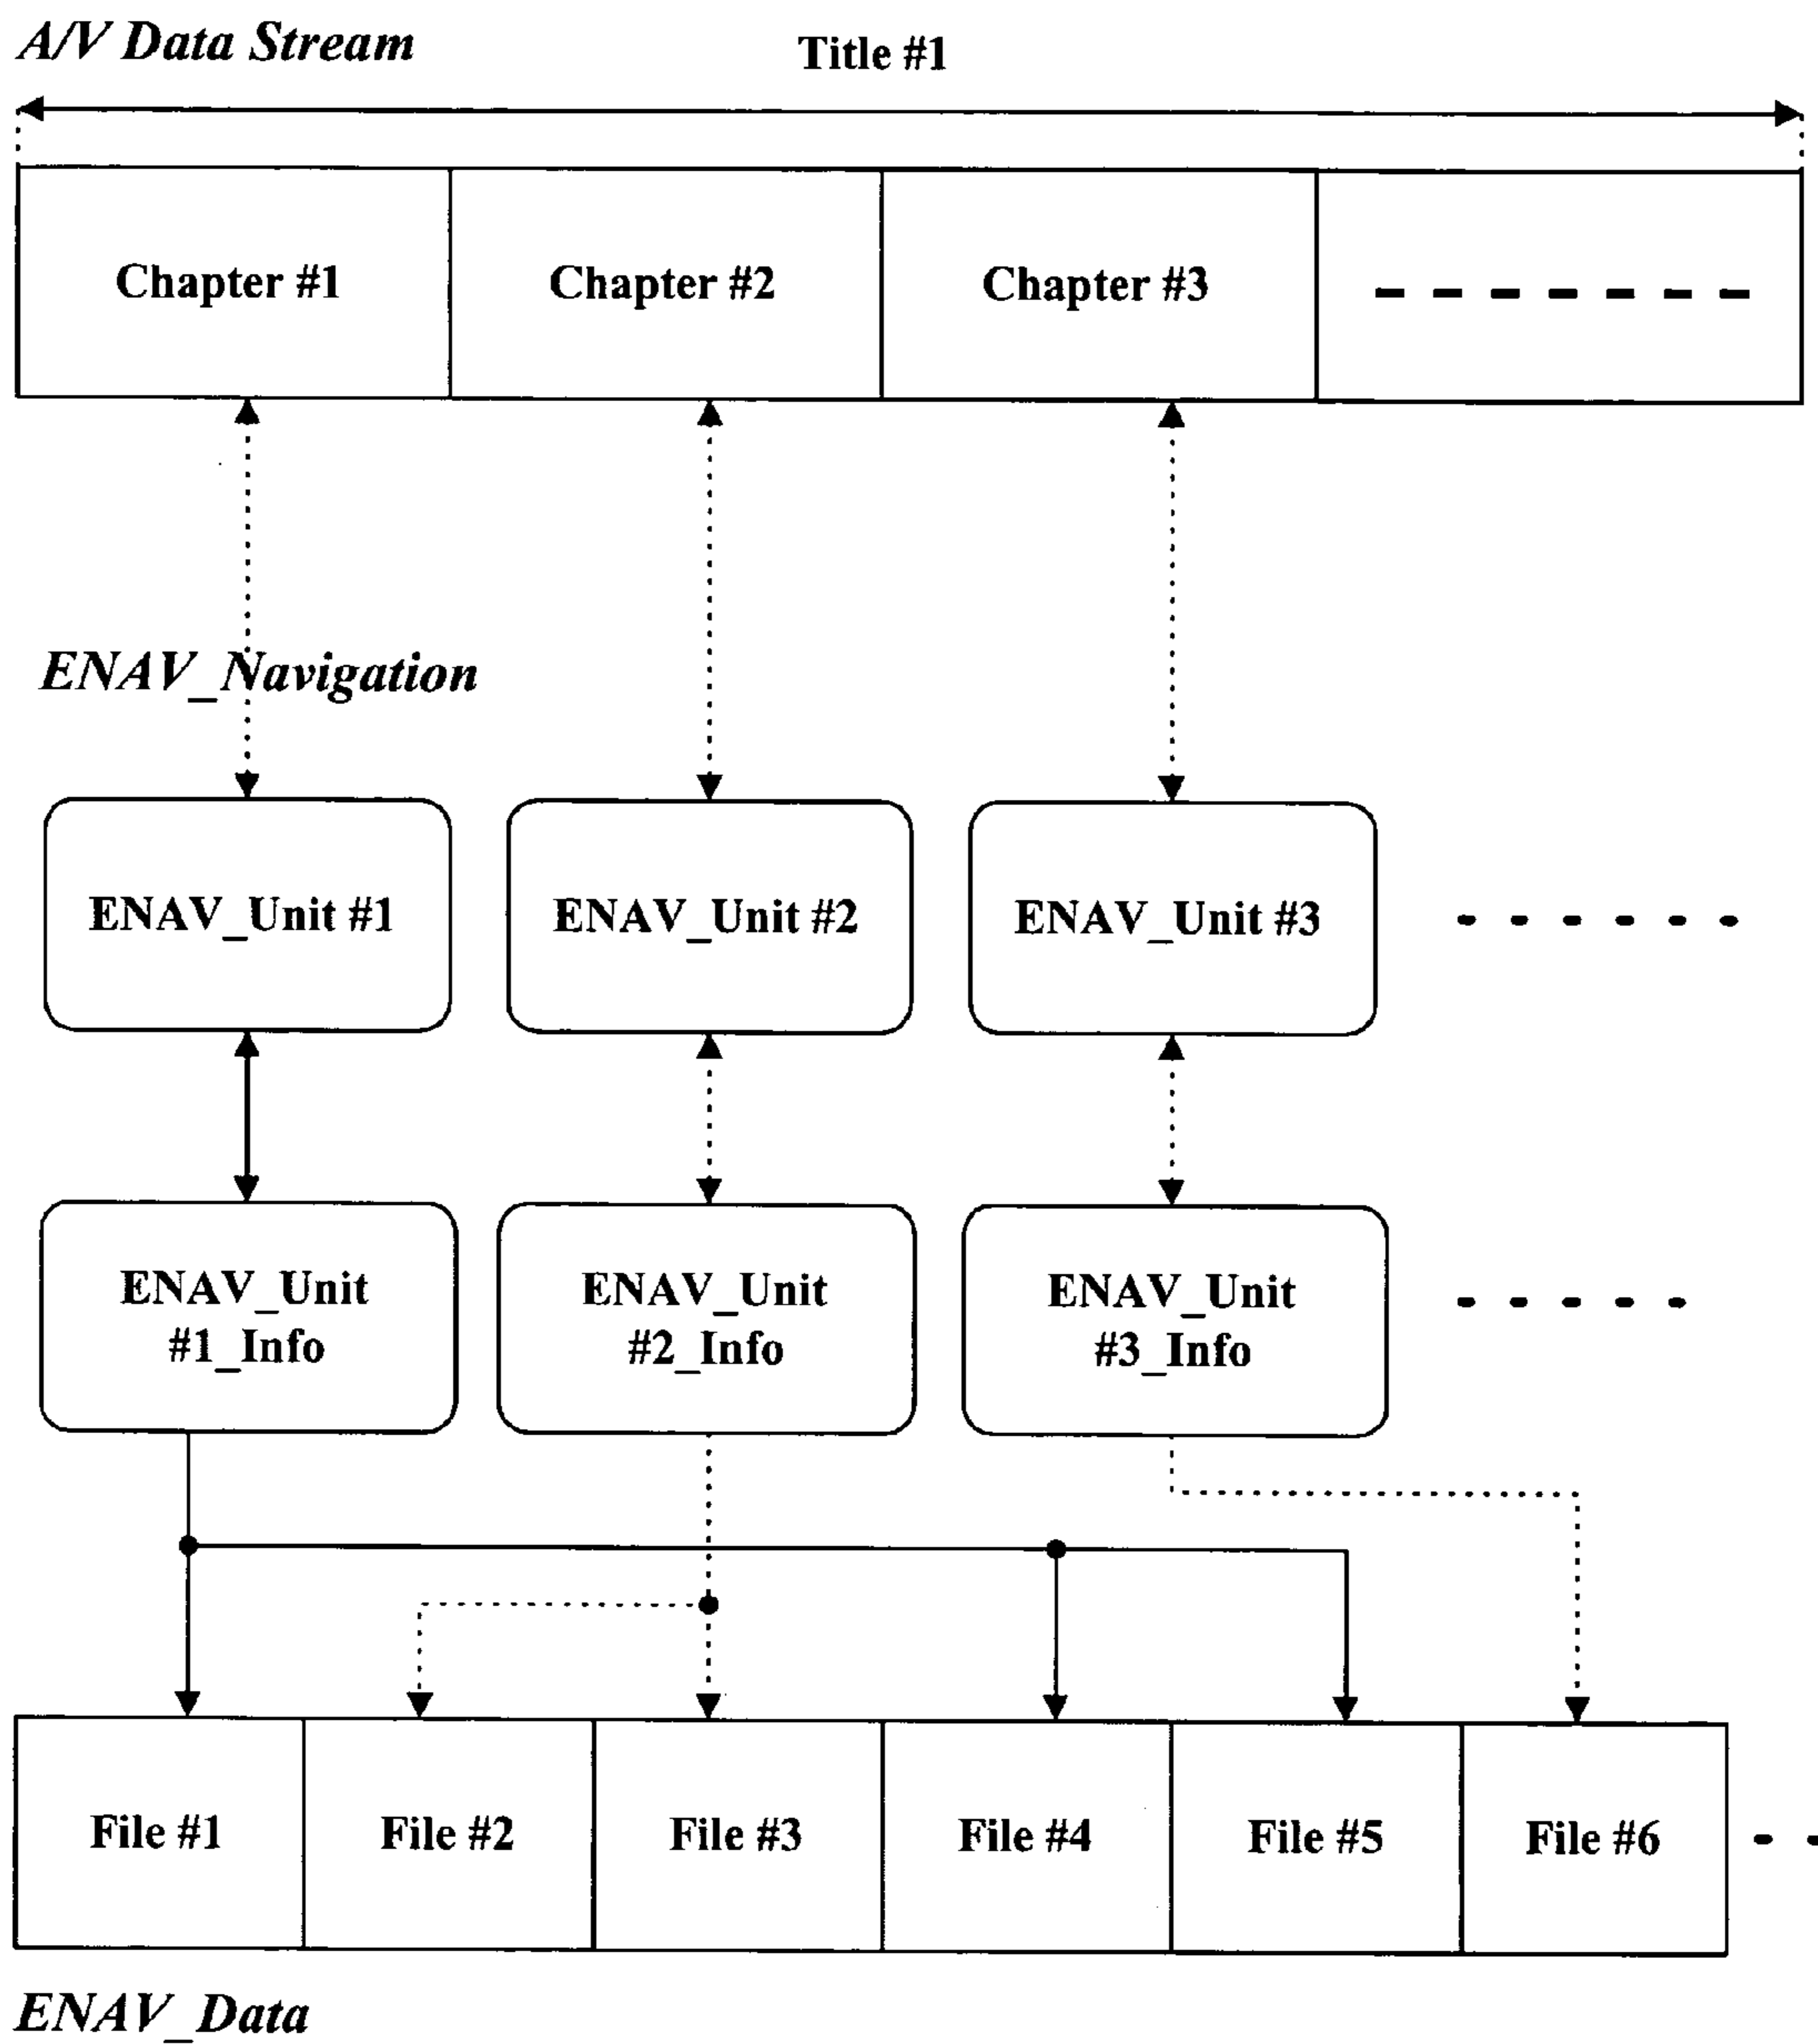 A/V Data Stream
Title #1
Chapter #1
Chapter #2
Chapter #3
ENAV_Navigation
ENAV_Unit #1
ENAV_Unit #2
ENAV_Unit #3
ENAV_Unit
#1_Info
ENAV_Unit
#2_Info
ENAV_Unit
#3_Info
File #1
File #2
File #3
File #4
File #5
File #6
ENAV_Data